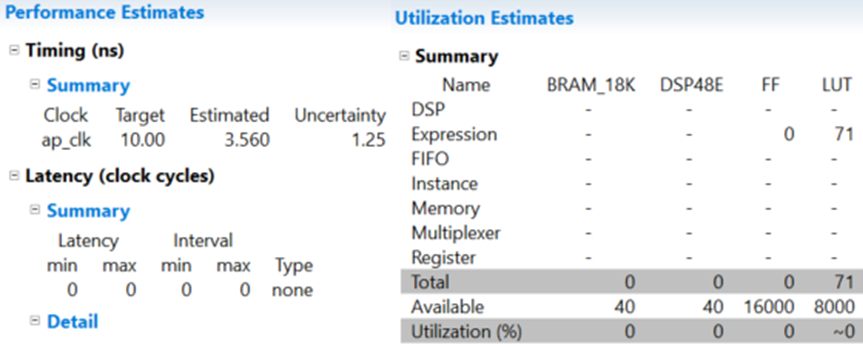 Performance Estimates
Timing (ns)
Summary
Clock Target Estimated Uncertainty
ap_clk 10.00 3.560 1.25
Latency (clock cycles)
Summary
Latency Interval
min max min max Type
0 0 0 0 none
Detail
Utilization Estimates
Summary
Name BRAM_18K DSP48E FF LUT
DSP - - - -
Expression - - 0 71
FIFO - - - -
Instance - - - -
Memory - - - -
Multiplexer - - - -
Register - - - -
Total 0 0 0 71
Available 40 40 16000 8000
Utilization (%) 0 0 0 ~0